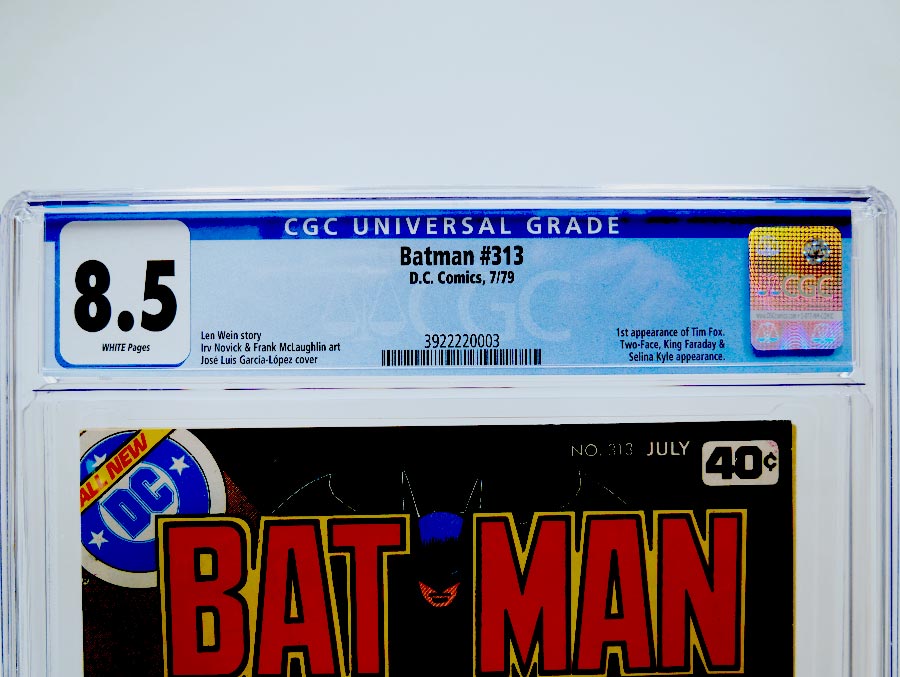 CGC UNIVERSAL GRADE
8.5
WHITE Pages
Batman #313
D.C. Comics, 7/79
Len Wein story
Irv Novick & Frank McLaughlin art
José Luis García-López cover
3922220003
1st appearance of Tim Fox.
Two-Face, King Faraday &
Selina Kyle appearance.
CGC
CGC
ALL NEW
DC
NO. 313 JULY
40¢
BATMAN